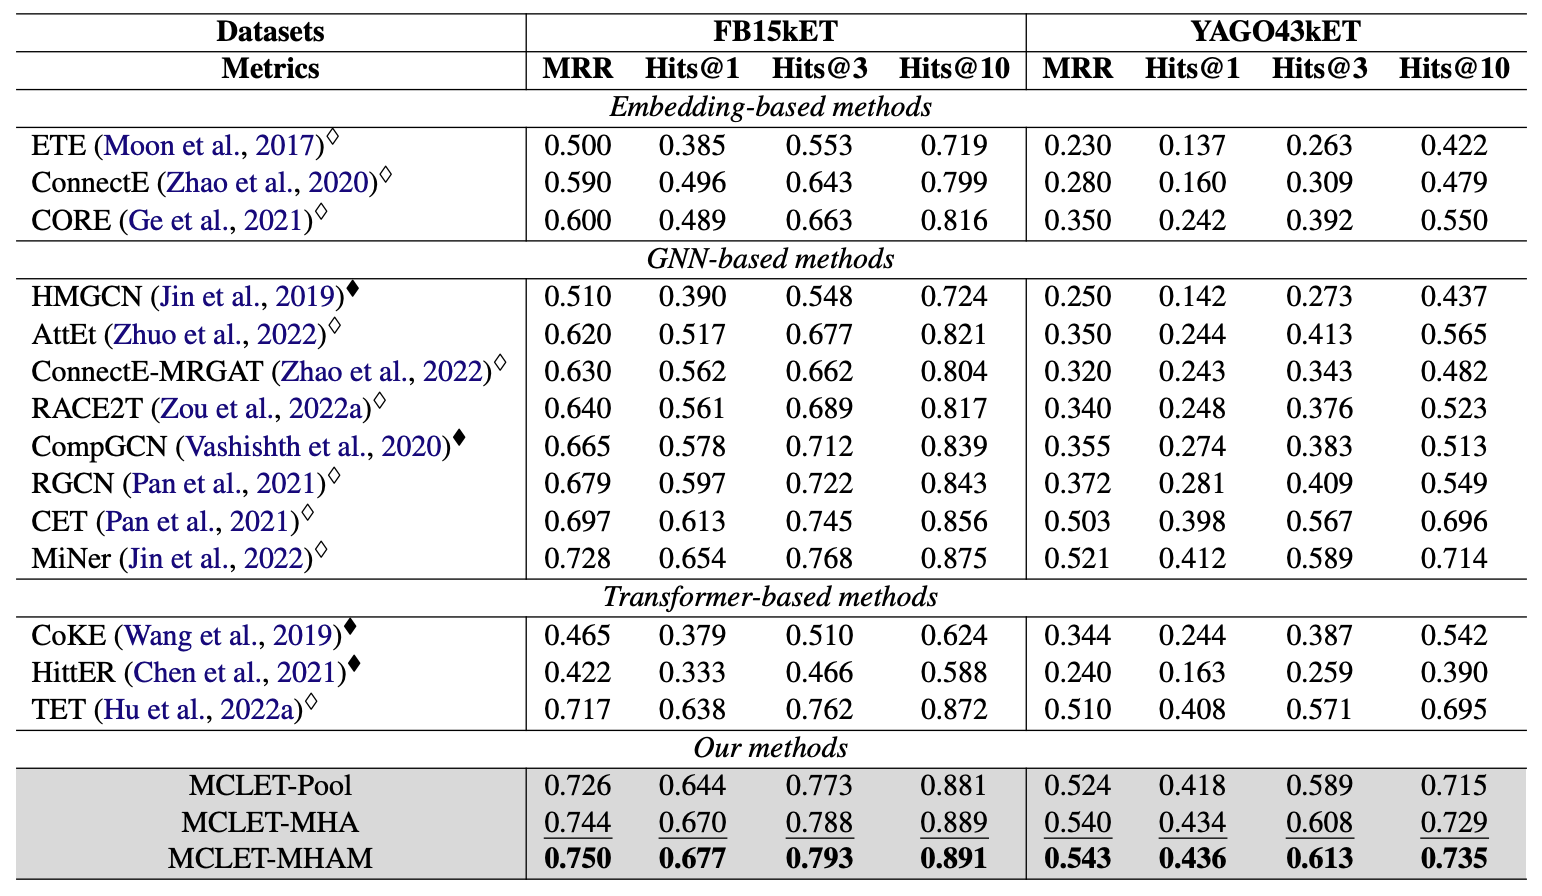 Datasets FB15kET YAGO43kET
Metrics MRR Hits@1 Hits@3 Hits@10 MRR Hits@1 Hits@3 Hits@10
Embedding-based methods
ETE (Moon et al., 2017)◊ 0.500 0.385 0.553 0.719 0.230 0.137 0.263 0.422
ConnectE (Zhao et al., 2020)◊ 0.590 0.496 0.643 0.799 0.280 0.160 0.309 0.479
CORE (Ge et al., 2021)◊ 0.600 0.489 0.663 0.816 0.350 0.242 0.392 0.550
GNN-based methods
HMGCN (Jin et al., 2019)♦ 0.510 0.390 0.548 0.724 0.250 0.142 0.273 0.437
AttEt (Zhuo et al., 2022)◊ 0.620 0.517 0.677 0.821 0.350 0.244 0.413 0.565
ConnectE-MRGAT (Zhao et al., 2022)◊ 0.630 0.562 0.662 0.804 0.320 0.243 0.343 0.482
RACE2T (Zou et al., 2022a)◊ 0.640 0.561 0.689 0.817 0.340 0.248 0.376 0.523
CompGCN (Vashishth et al., 2020)♦ 0.665 0.578 0.712 0.839 0.355 0.274 0.383 0.513
RGCN (Pan et al., 2021)◊ 0.679 0.597 0.722 0.843 0.372 0.281 0.409 0.549
CET (Pan et al., 2021)◊ 0.697 0.613 0.745 0.856 0.503 0.398 0.567 0.696
MiNer (Jin et al., 2022)◊ 0.728 0.654 0.768 0.875 0.521 0.412 0.589 0.714
Transformer-based methods
CoKE (Wang et al., 2019)♦ 0.465 0.379 0.510 0.624 0.344 0.244 0.387 0.542
HittER (Chen et al., 2021)♦ 0.422 0.333 0.466 0.588 0.240 0.163 0.259 0.390
TET (Hu et al., 2022a)◊ 0.717 0.638 0.762 0.872 0.510 0.408 0.571 0.695
Our methods
MCLET-Pool 0.726 0.644 0.773 0.881 0.524 0.418 0.589 0.715
MCLET-MHA 0.744 0.670 0.788 0.889 0.540 0.434 0.608 0.729
MCLET-MHAM 0.750 0.677 0.793 0.891 0.543 0.436 0.613 0.735